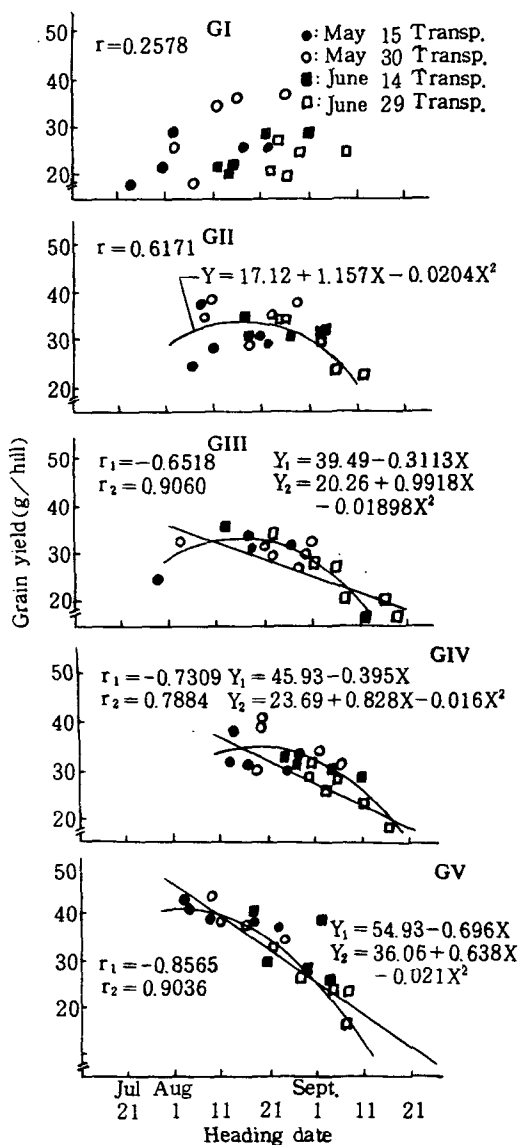 GI
r=0.2578
●: May 15 Transp.
○: May 30 Transp.
■: June 14 Transp.
□: June 29 Transp.
50
40
30
20
GII
r=0.6171
Y=17.12+1.157X−0.0204X²
50
40
30
20
GIII
r₁=−0.6518 Y₁=39.49−0.3113X
r₂=0.9060 Y₂=20.26+0.9918X
−0.01898X²
50
40
30
20
GIV
r₁=−0.7309 Y₁=45.93−0.395X
r₂=0.7884 Y₂=23.69+0.828X−0.016X²
50
40
30
20
GV
Y₁=54.93−0.696X
Y₂=36.06+0.638X
−0.021X²
r₁=−0.8565
r₂=0.9036
50
40
30
20
Grain yield (g/hill)
Jul Aug Sept.
21 1 11 21 1 11 21
Heading date